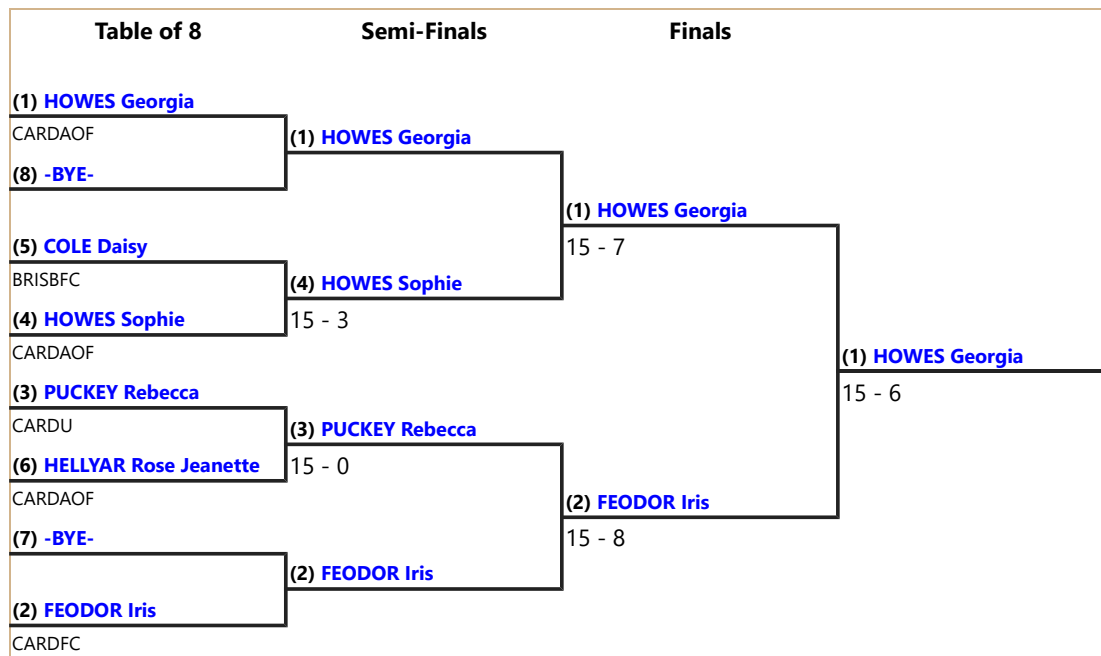 Table of 8 Semi-Finals Finals
(1) HOWES Georgia
CARDAOF
(1) HOWES Georgia
(8) -BYE-
(1) HOWES Georgia
(5) COLE Daisy
15 - 7
BRISBFC
(4) HOWES Sophie
(4) HOWES Sophie
15 - 3
CARDAOF
(1) HOWES Georgia
(3) PUCKEY Rebecca
15 - 6
CARDU
(3) PUCKEY Rebecca
(6) HELLYAR Rose Jeanette
15 - 0
CARDAOF
(2) FEODOR Iris
(7) -BYE-
15 - 8
(2) FEODOR Iris
(2) FEODOR Iris
CARDFC